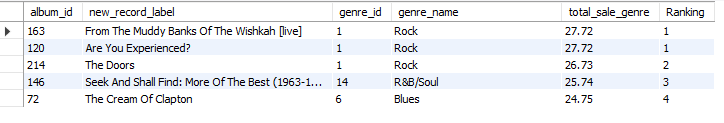 album_id new_record_label genre_id genre_name total_sale_genre Ranking
163 From The Muddy Banks Of The Wishkah [live] 1 Rock 27.72 1
120 Are You Experienced? 1 Rock 27.72 1
214 The Doors 1 Rock 26.73 2
146 Seek And Shall Find: More Of The Best (1963-1... 14 R&B/Soul 25.74 3
72 The Cream Of Clapton 6 Blues 24.75 4